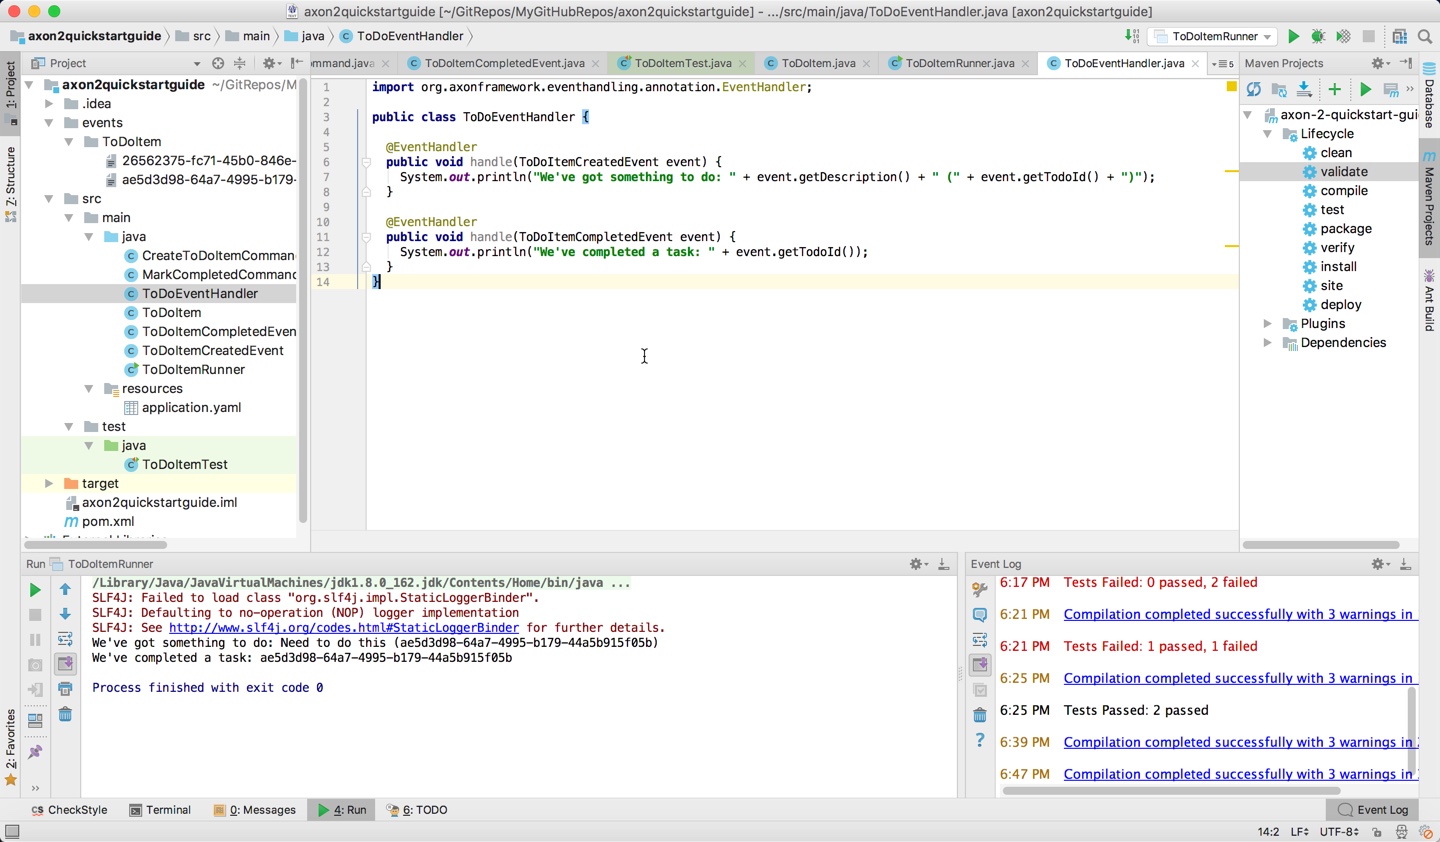 axon2quickstartguide [~/GitRepos/MyGitHubRepos/axon2quickstartguide] - .../src/main/java/ToDoEventHandler.java [axon2quickstartguide]
axon2quickstartguide src main java ToDoEventHandler
ToDoItemRunner
1: Project
Z: Structure
2: Favorites
Project
axon2quickstartguide ~/GitRepos/M
.idea
events
ToDoItem
26562375-fc71-45b0-846e-
ae5d3d98-64a7-4995-b179-
src
main
java
CreateToDoItemComman
MarkCompletedCommanc
ToDoEventHandler
ToDoItem
ToDoItemCompletedEven
ToDoItemCreatedEvent
ToDoItemRunner
resources
application.yaml
test
java
ToDoItemTest
target
axon2quickstartguide.iml
pom.xml
mmand.java
ToDoItemCompletedEvent.java
ToDoItemTest.java
ToDoItem.java
ToDoItemRunner.java
ToDoEventHandler.java
5
1 import org.axonframework.eventhandling.annotation.EventHandler;
2
3 public class ToDoEventHandler {
4
5 @EventHandler
6 public void handle(ToDoItemCreatedEvent event) {
7 System.out.println("We've got something to do: " + event.getDescription() + " (" + event.getTodoId() + ")");
8 }
9
10 @EventHandler
11 public void handle(ToDoItemCompletedEvent event) {
12 System.out.println("We've completed a task: " + event.getTodoId());
13 }
14 }
Maven Projects
axon-2-quickstart-gui
Lifecycle
clean
validate
compile
test
package
verify
install
site
deploy
Plugins
Dependencies
Database
Maven Projects
Ant Build
Run ToDoItemRunner
/Library/Java/JavaVirtualMachines/jdk1.8.0_162.jdk/Contents/Home/bin/java ...
SLF4J: Failed to load class "org.slf4j.impl.StaticLoggerBinder".
SLF4J: Defaulting to no-operation (NOP) logger implementation
SLF4J: See http://www.slf4j.org/codes.html#StaticLoggerBinder for further details.
We've got something to do: Need to do this (ae5d3d98-64a7-4995-b179-44a5b915f05b)
We've completed a task: ae5d3d98-64a7-4995-b179-44a5b915f05b
Process finished with exit code 0
Event Log
6:17 PM Tests Failed: 0 passed, 2 failed
6:21 PM Compilation completed successfully with 3 warnings in
6:21 PM Tests Failed: 1 passed, 1 failed
6:25 PM Compilation completed successfully with 3 warnings in
6:25 PM Tests Passed: 2 passed
6:39 PM Compilation completed successfully with 3 warnings in
6:47 PM Compilation completed successfully with 3 warnings in
CheckStyle
Terminal
0: Messages
4: Run
6: TODO
Event Log
14:2 LF UTF-8